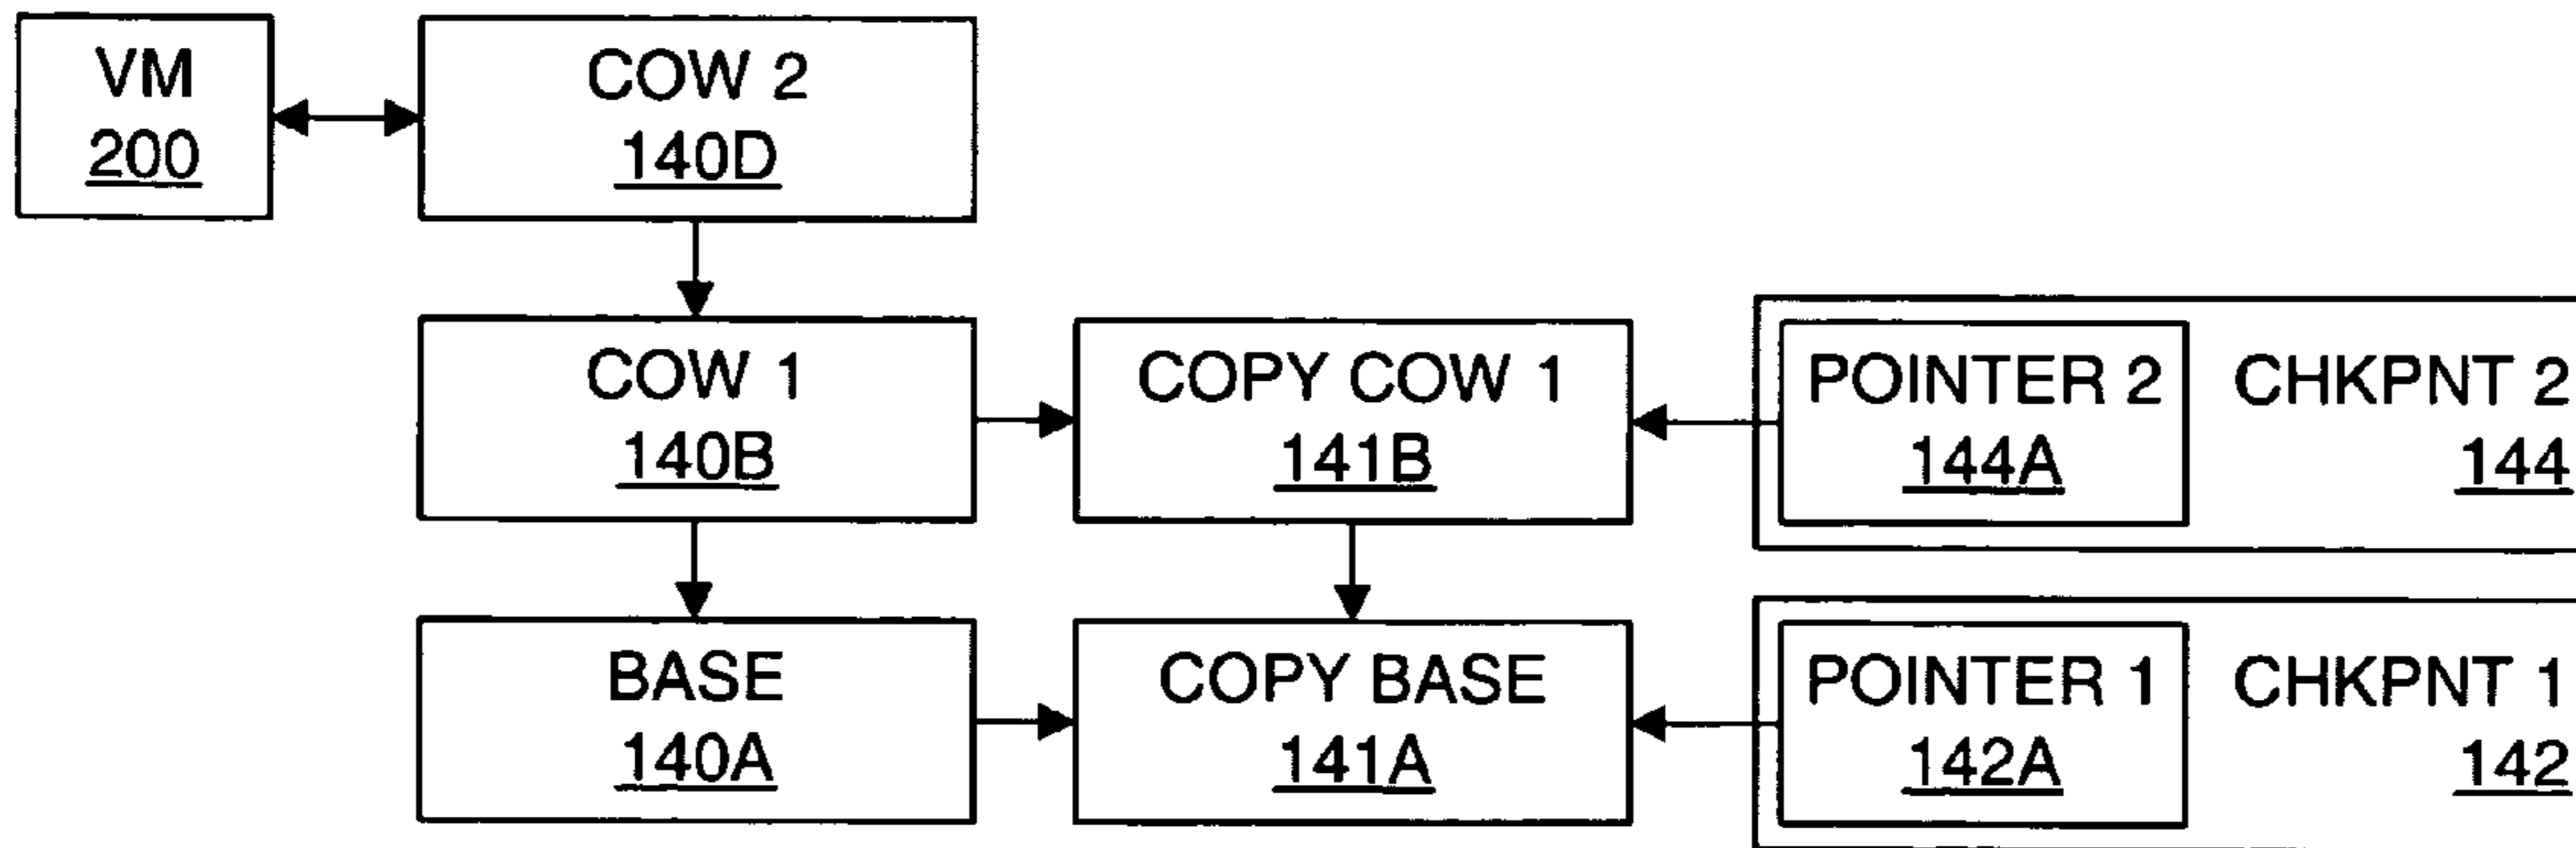 VM
200
COW 2
140D
COW 1
140B
COPY COW 1
141B
POINTER 2
144A
CHKPNT 2
144
BASE
140A
COPY BASE
141A
POINTER 1
142A
CHKPNT 1
142